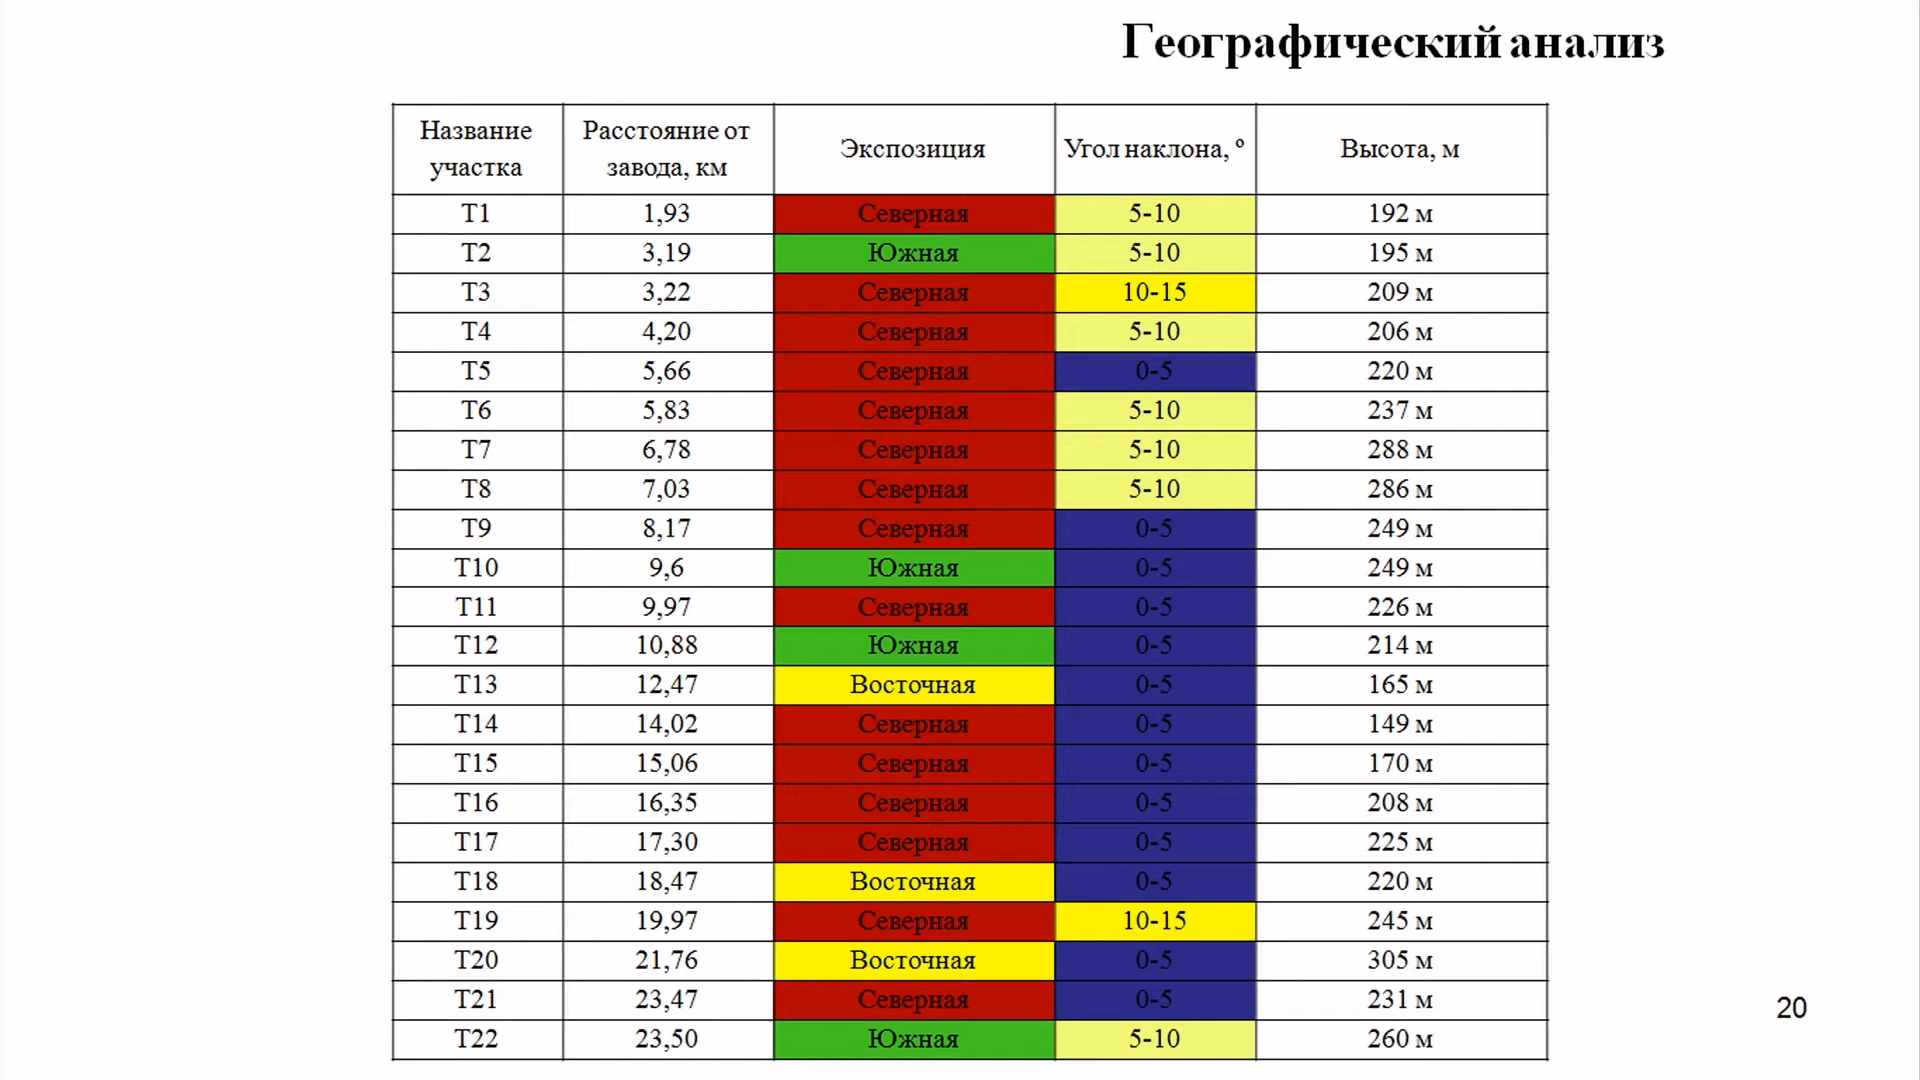 Географический анализ
Название участка Расстояние от завода, км Экспозиция Угол наклона, º Высота, м
Т1 1,93 Северная 5-10 192 м
Т2 3,19 Южная 5-10 195 м
Т3 3,22 Северная 10-15 209 м
Т4 4,20 Северная 5-10 206 м
Т5 5,66 Северная 0-5 220 м
Т6 5,83 Северная 5-10 237 м
Т7 6,78 Северная 5-10 288 м
Т8 7,03 Северная 5-10 286 м
Т9 8,17 Северная 0-5 249 м
Т10 9,6 Южная 0-5 249 м
Т11 9,97 Северная 0-5 226 м
Т12 10,88 Южная 0-5 214 м
Т13 12,47 Восточная 0-5 165 м
Т14 14,02 Северная 0-5 149 м
Т15 15,06 Северная 0-5 170 м
Т16 16,35 Северная 0-5 208 м
Т17 17,30 Северная 0-5 225 м
Т18 18,47 Восточная 0-5 220 м
Т19 19,97 Северная 10-15 245 м
Т20 21,76 Восточная 0-5 305 м
Т21 23,47 Северная 0-5 231 м
Т22 23,50 Южная 5-10 260 м
20